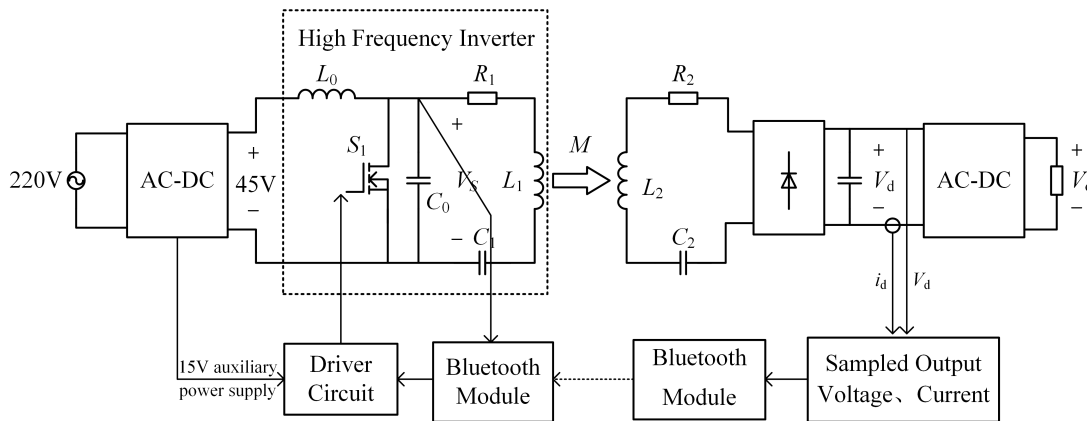 High Frequency Inverter
L0
R1
R2
220V
AC-DC
+
45V
−
S1
C0
+
VS
−
C1
L1
M
L2
C2
+
Vd
−
AC-DC
+
−
id
Vd
15V auxiliary
power supply
Driver
Circuit
Bluetooth
Module
Bluetooth
Module
Sampled Output
Voltage、Current